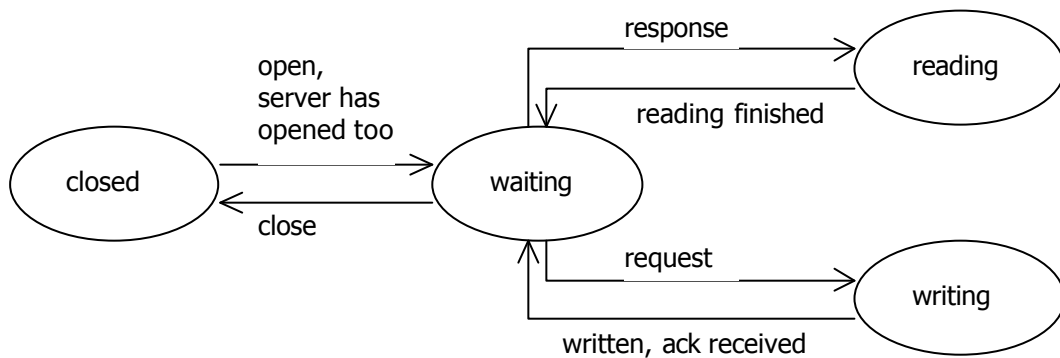 response
reading
open,
server has
opened too
reading finished
closed
waiting
close
request
writing
written, ack received